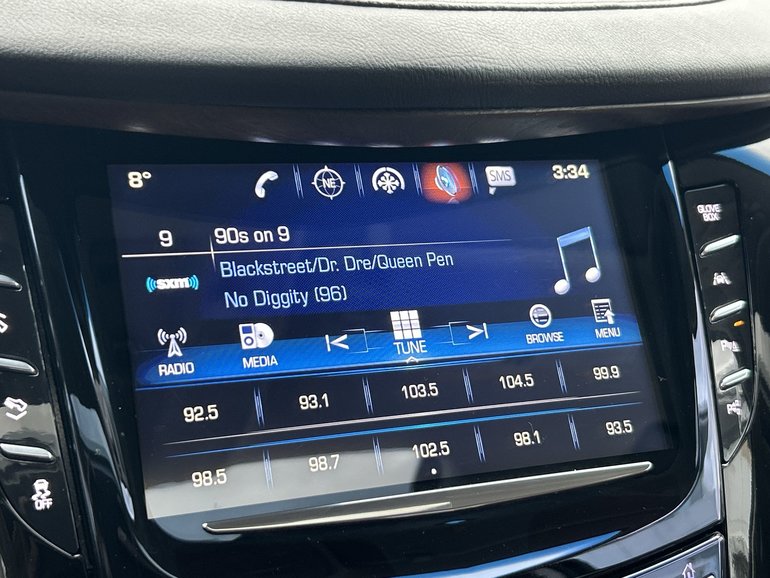 8°
NE
SMS
3:34
GLOVE
BOX
9
90s on 9
((sxm))
Blackstreet/Dr. Dre/Queen Pen
No Diggity (96)
RADIO
MEDIA
TUNE
BROWSE
MENU
92.5
93.1
103.5
104.5
99.9
98.5
98.7
102.5
98.1
93.5
OFF